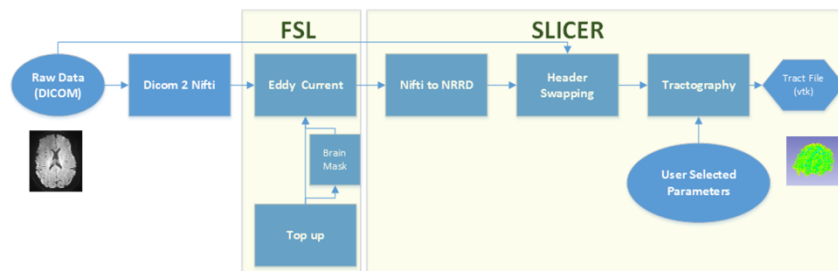 FSL
SLICER
Raw Data
(DICOM)
Dicom 2 Nifti
Eddy Current
Nifti to NRRD
Header
Swapping
Tractography
Tract File
(vtk)
Brain
Mask
User Selected
Parameters
Top up